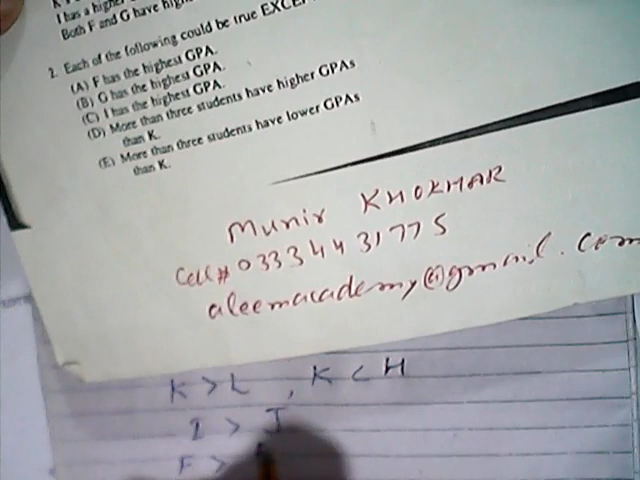 I has a higher
Both F and G have high
2. Each of the following could be true EXCE
(A) F has the highest GPA.
(B) G has the highest GPA.
(C) I has the highest GPA.
(D) More than three students have higher GPAs
than K.
(E) More than three students have lower GPAs
than K.
Munir KHOKHAR
Cell # 0333 4431775
aleemacademy@gmail.com
K > L , K < H
I > J
F >